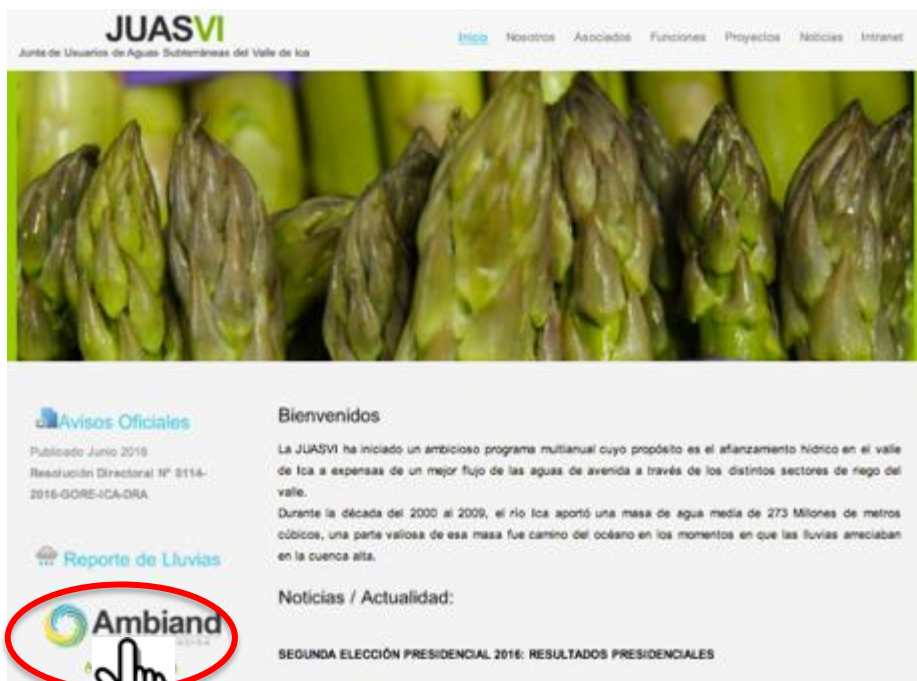 JUASVI
Junta de Usuarios de Aguas Subterráneas del Valle de Ica
Inicio Nosotros Asociados Funciones Proyectos Noticias Intranet
Avisos Oficiales
Publicado Junio 2016
Resolución Directoral N° 0114-
2016-GORE-ICA-DRA
Reporte de Lluvias
Ambiand
Bienvenidos
La JUASVI ha iniciado un ambicioso programa multianual cuyo propósito es el afianzamiento hídrico en el valle
de Ica a expensas de un mejor flujo de las aguas de avenida a través de los distintos sectores de riego del
valle.
Durante la década del 2000 al 2009, el río Ica aportó una masa de agua media de 273 Millones de metros
cúbicos, una parte valiosa de esa masa fue camino del océano en los momentos en que las lluvias arreciaban
en la cuenca alta.
Noticias / Actualidad:
SEGUNDA ELECCIÓN PRESIDENCIAL 2016: RESULTADOS PRESIDENCIALES